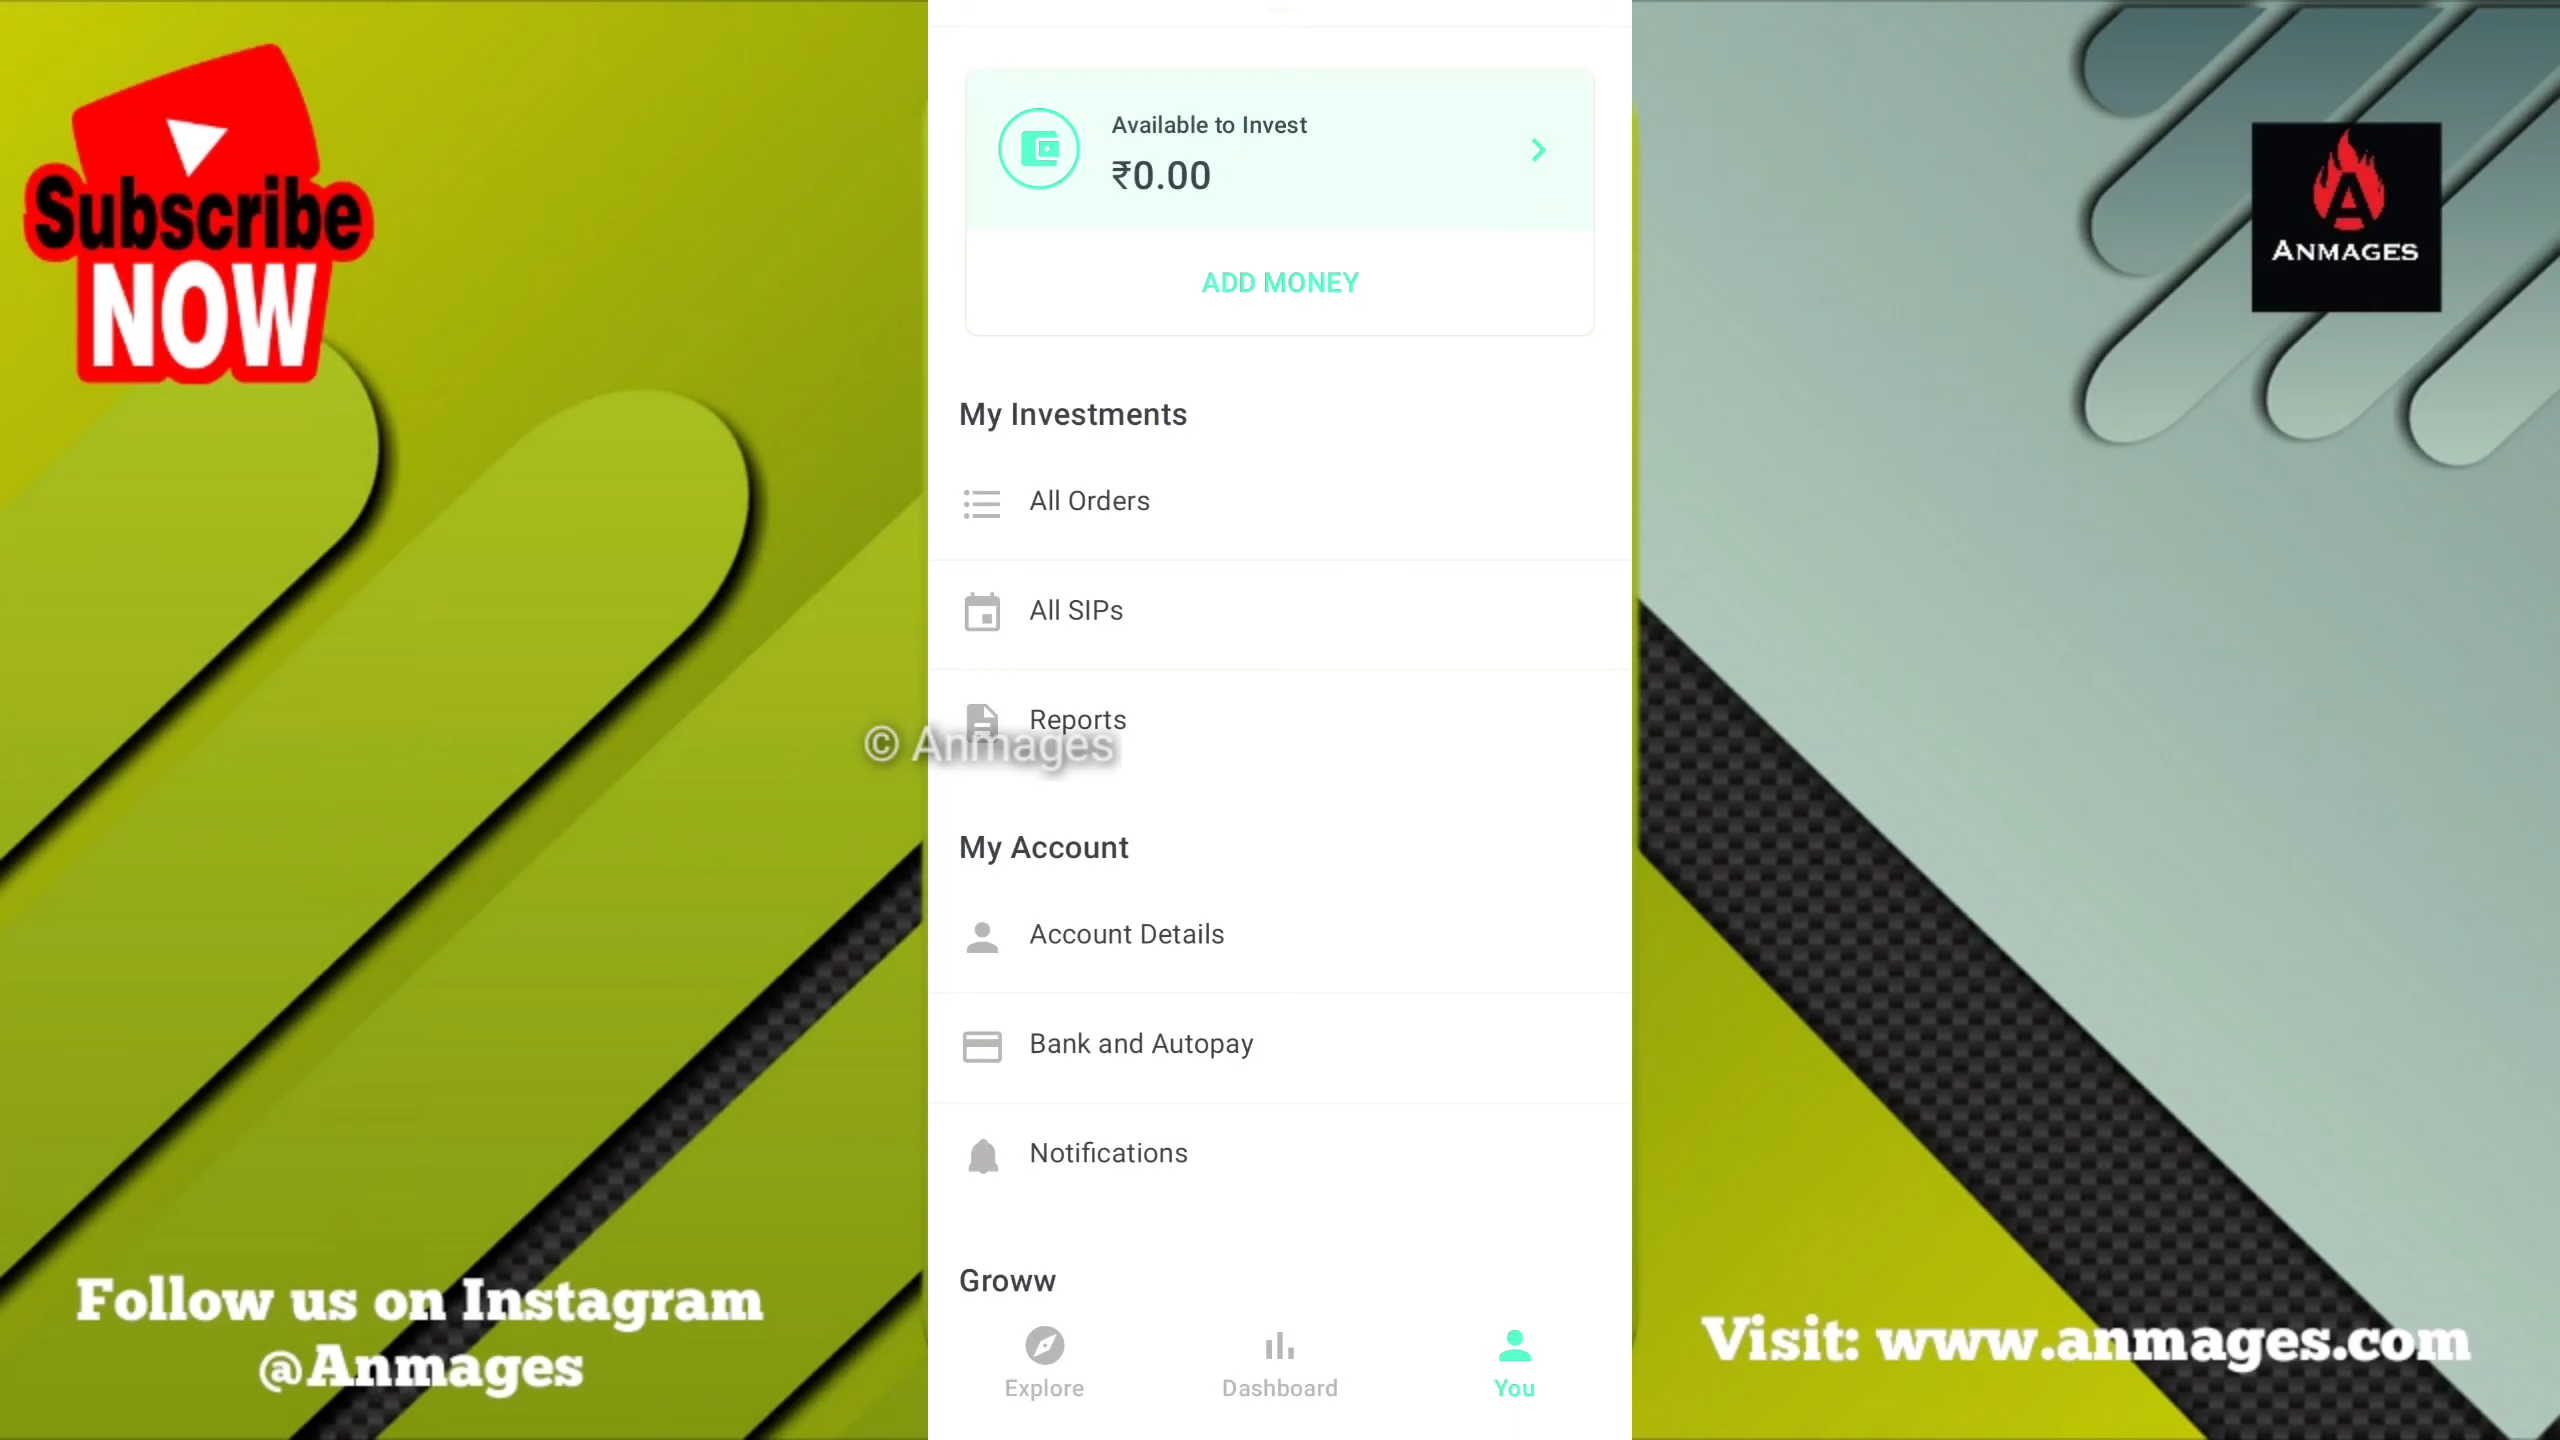 Subscribe
NOW
ANMAGES
Available to Invest
₹0.00
ADD MONEY
My Investments
All Orders
All SIPs
Reports
© Anmages
My Account
Account Details
Bank and Autopay
Notifications
Groww
Explore
Dashboard
You
Follow us on Instagram
@Anmages
Visit: www.anmages.com